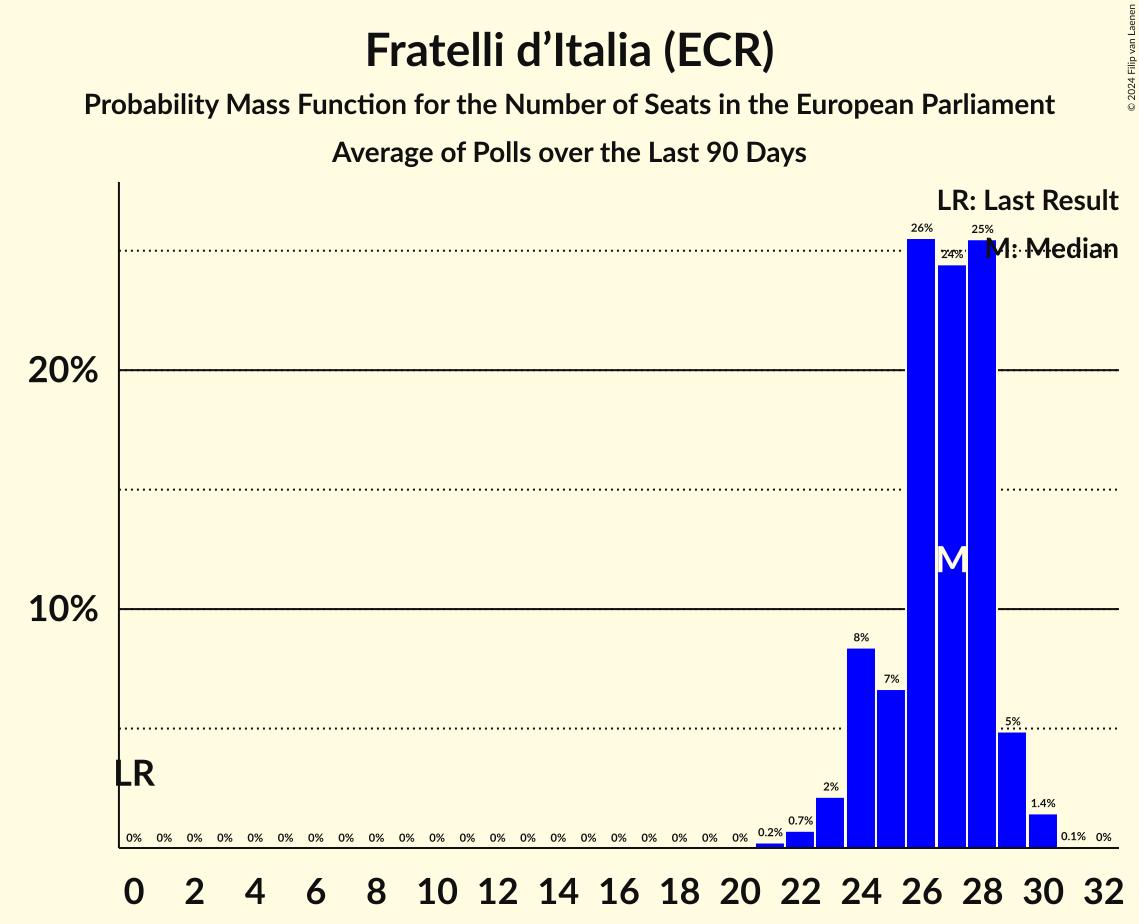 Fratelli d’Italia (ECR)
Probability Mass Function for the Number of Seats in the European Parliament
Average of Polls over the Last 90 Days
© 2024 Filip van Laenen
LR: Last Result
M: Median
26% 24% 25%
20%
M
10%
8% 7% 5%
LR
0% 0% 0% 0% 0% 0% 0% 0% 0% 0% 0% 0% 0% 0% 0% 0% 0% 0% 0% 0% 0% 0.2% 0.7% 2% 1.4% 0.1% 0%
0 2 4 6 8 10 12 14 16 18 20 22 24 26 28 30 32